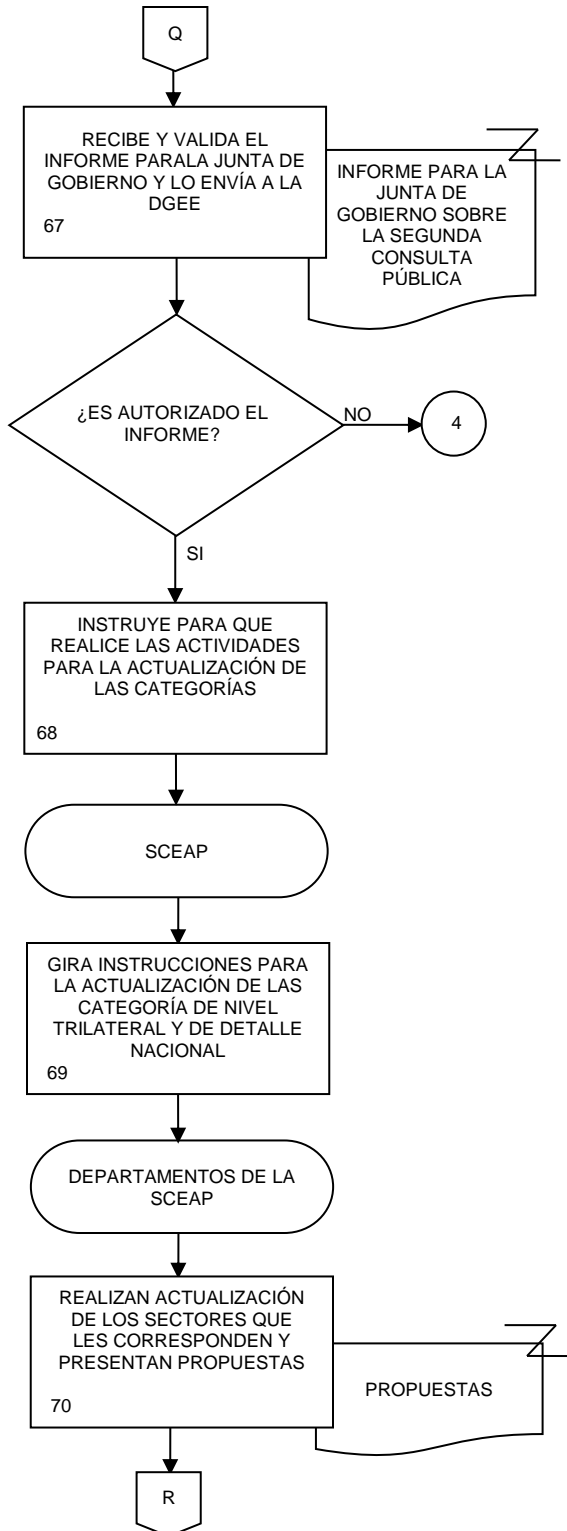 Q
RECIBE Y VALIDA EL
INFORME PARALA JUNTA DE
GOBIERNO Y LO ENVÍA A LA
DGEE
67
INFORME PARA LA
JUNTA DE
GOBIERNO SOBRE
LA SEGUNDA
CONSULTA
PÚBLICA
¿ES AUTORIZADO EL
INFORME?
NO
4
SI
INSTRUYE PARA QUE
REALICE LAS ACTIVIDADES
PARA LA ACTUALIZACIÓN DE
LAS CATEGORÍAS
68
SCEAP
GIRA INSTRUCCIONES PARA
LA ACTUALIZACIÓN DE LAS
CATEGORÍA DE NIVEL
TRILATERAL Y DE DETALLE
NACIONAL
69
DEPARTAMENTOS DE LA
SCEAP
REALIZAN ACTUALIZACIÓN
DE LOS SECTORES QUE
LES CORRESPONDEN Y
PRESENTAN PROPUESTAS
70
PROPUESTAS
R